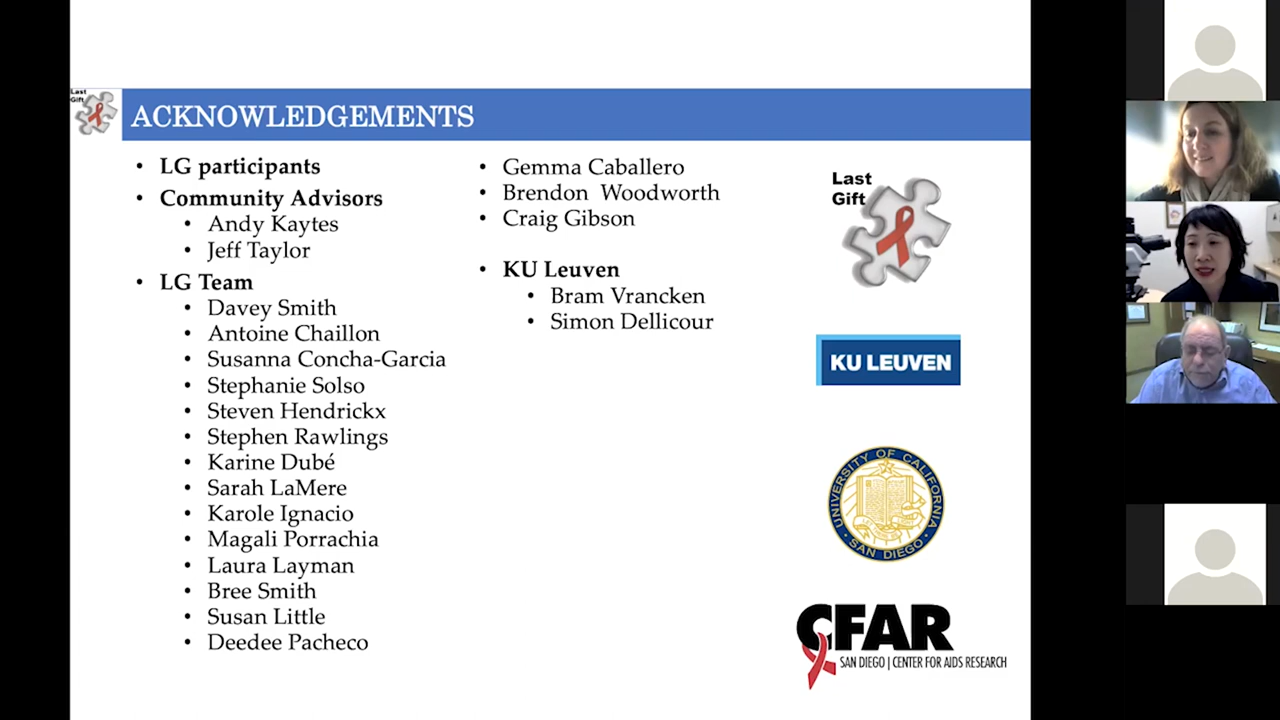 Last
Gift
ACKNOWLEDGEMENTS
• LG participants
• Community Advisors
• Andy Kaytes
• Jeff Taylor
• LG Team
• Davey Smith
• Antoine Chaillon
• Susanna Concha-Garcia
• Stephanie Solso
• Steven Hendrickx
• Stephen Rawlings
• Karine Dubé
• Sarah LaMere
• Karole Ignacio
• Magali Porrachia
• Laura Layman
• Bree Smith
• Susan Little
• Deedee Pacheco
• Gemma Caballero
• Brendon Woodworth
• Craig Gibson
• KU Leuven
• Bram Vrancken
• Simon Dellicour
Last
Gift
KU LEUVEN
UNIVERSITY OF CALIFORNIA
SAN DIEGO
CFAR
SAN DIEGO | CENTER FOR AIDS RESEARCH